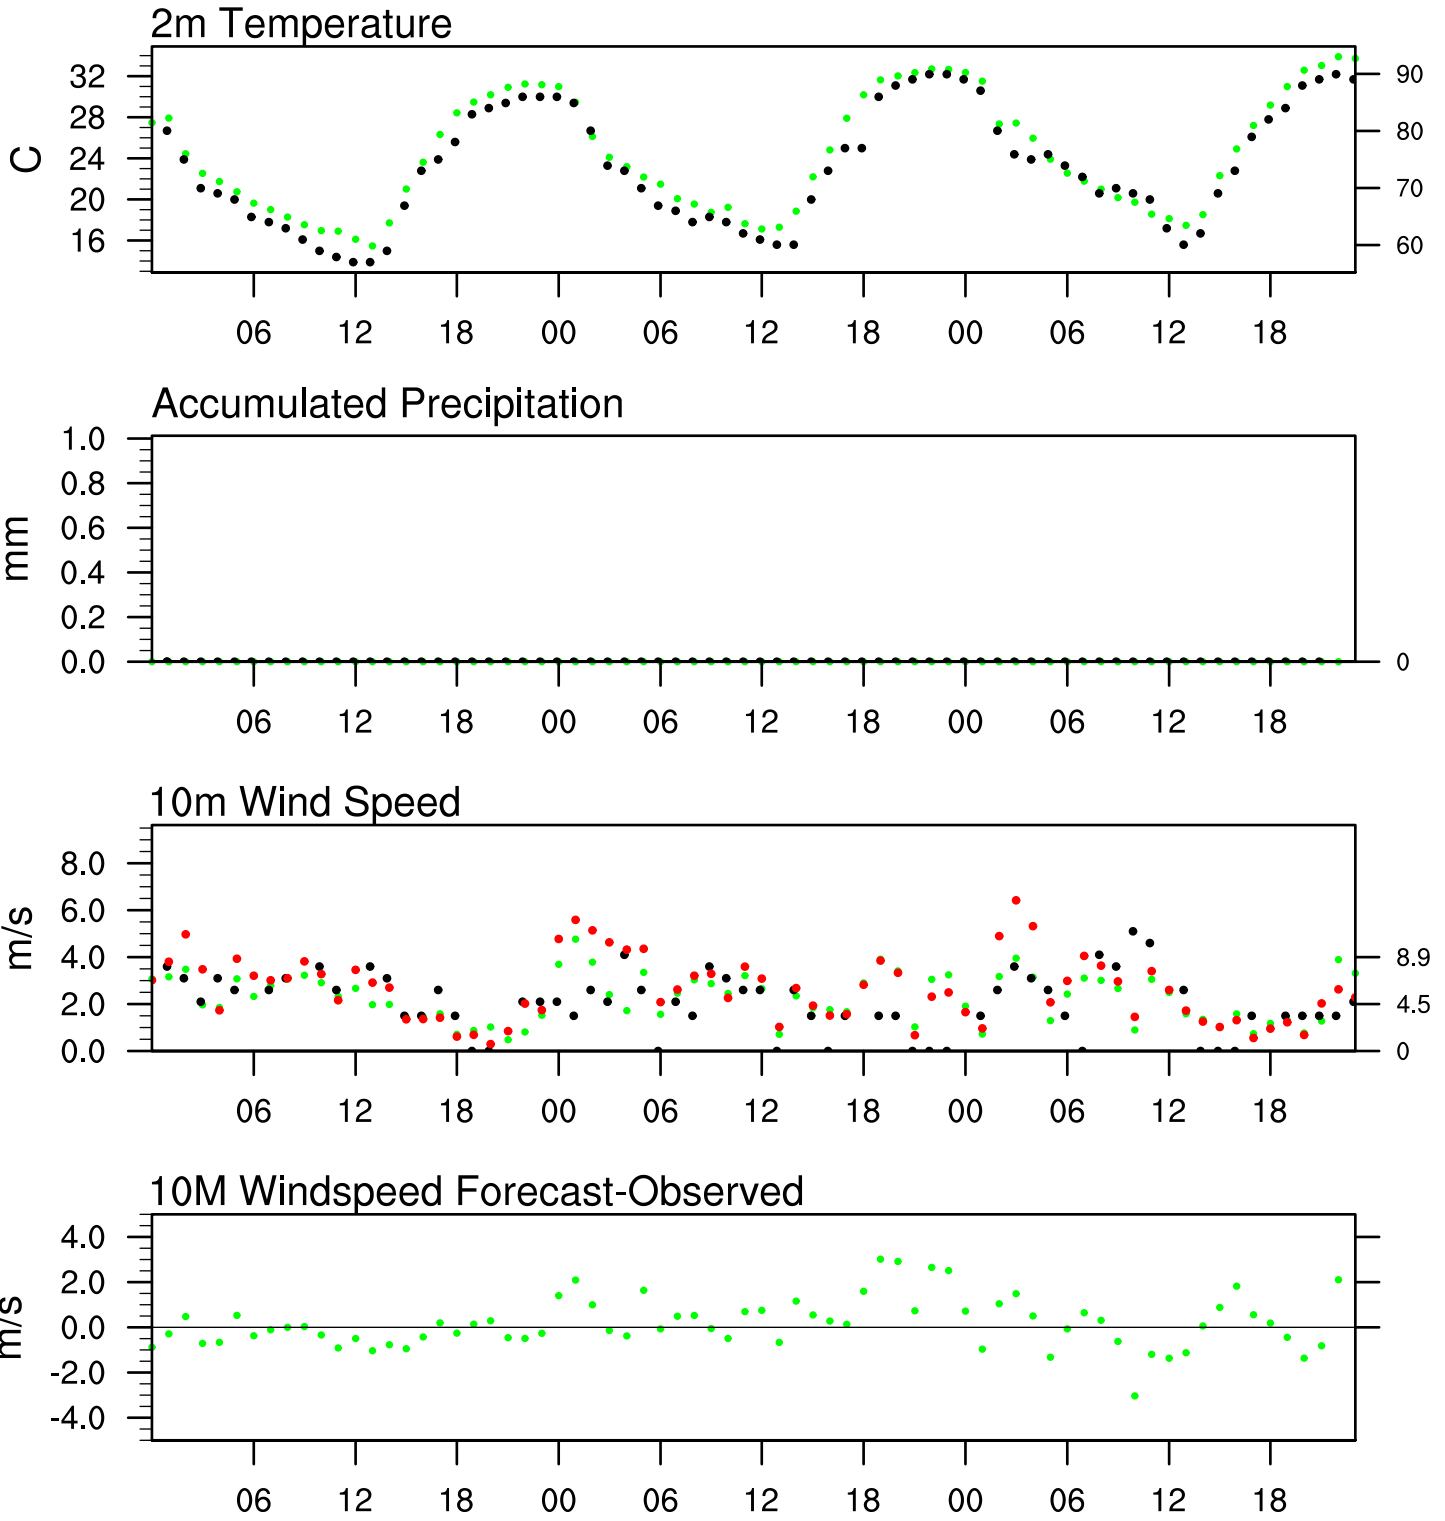 2m Temperature
32
28
24
20
16
C
90
80
70
60
06 12 18 00 06 12 18 00 06 12 18
Accumulated Precipitation
1.0
0.8
0.6
0.4
0.2
0.0
mm
0
06 12 18 00 06 12 18 00 06 12 18
10m Wind Speed
8.0
6.0
4.0
2.0
0.0
m/s
8.9
4.5
0
06 12 18 00 06 12 18 00 06 12 18
10M Windspeed Forecast-Observed
4.0
2.0
0.0
-2.0
-4.0
m/s
06 12 18 00 06 12 18 00 06 12 18